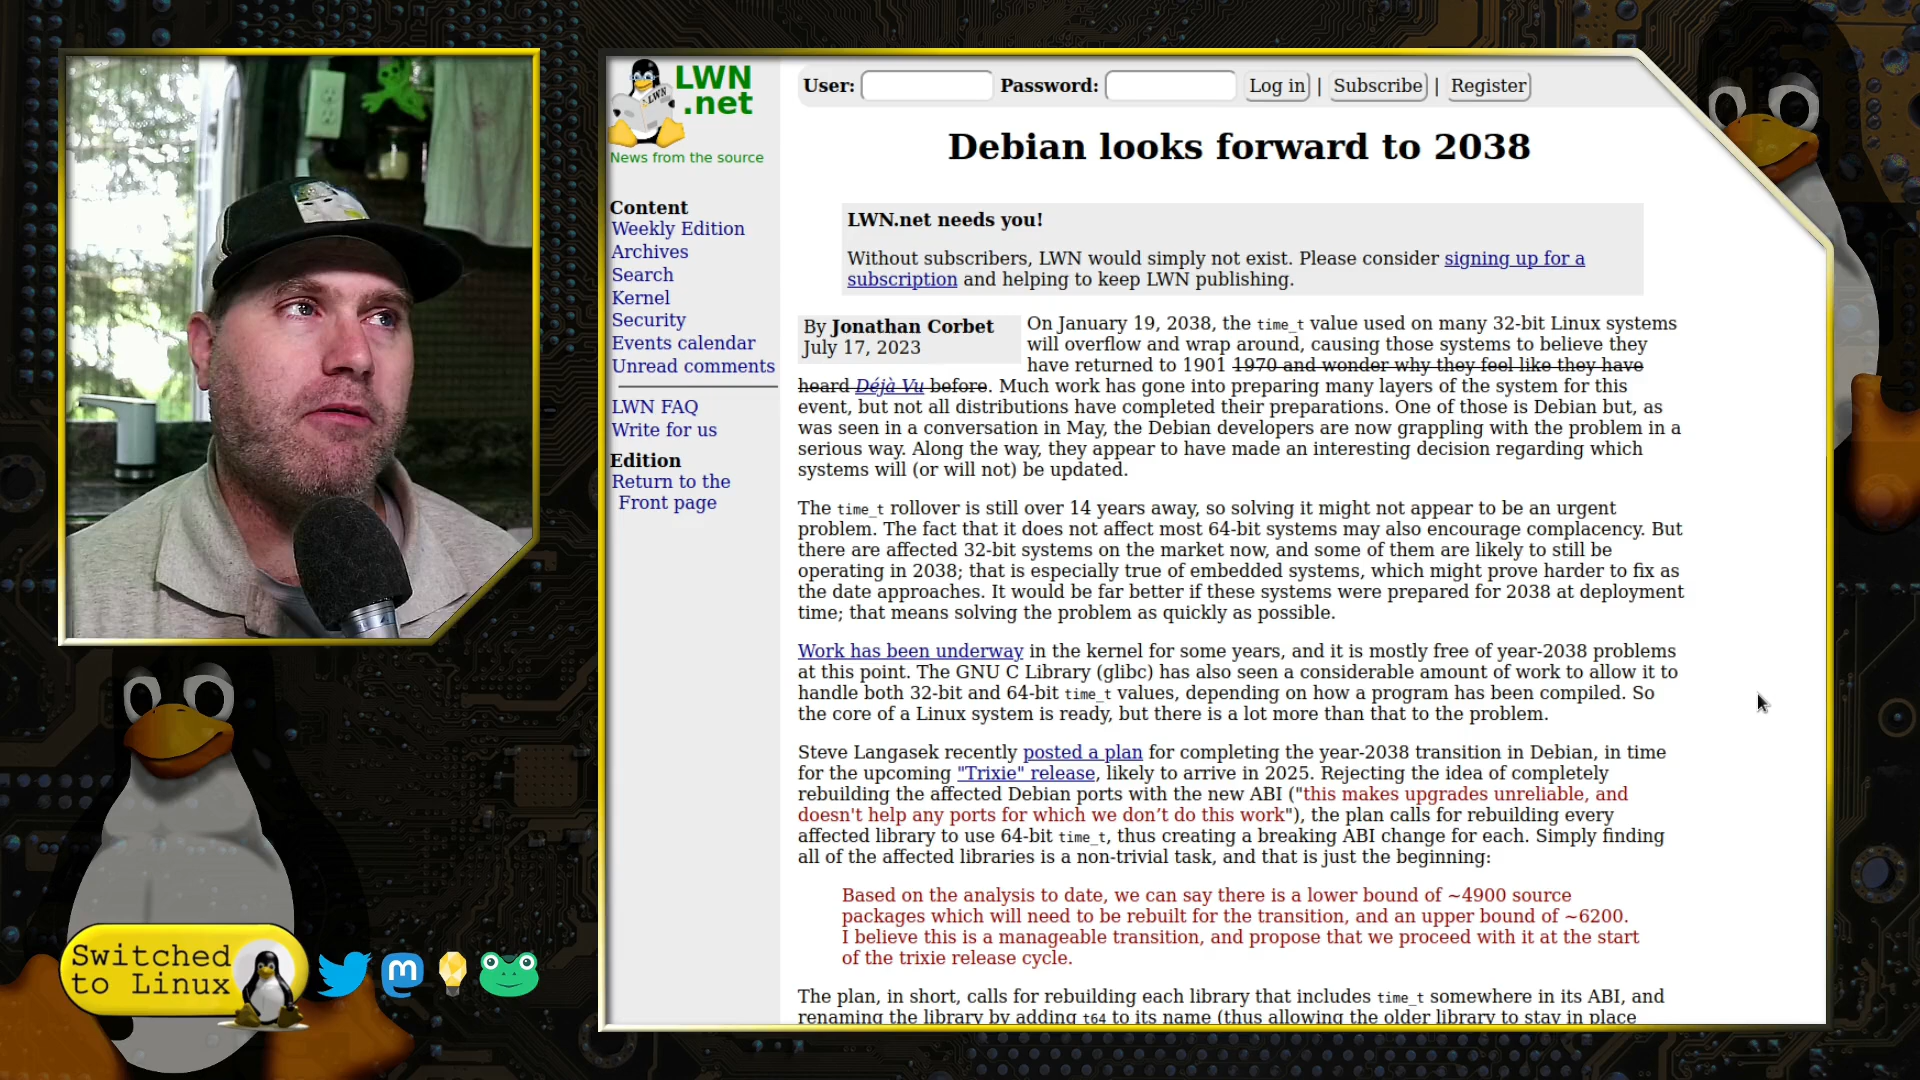 LWN
.net
News from the source
Content
Weekly Edition
Archives
Search
Kernel
Security
Events calendar
Unread comments
LWN FAQ
Write for us
Edition
Return to the
Front page
User: Password: Log in | Subscribe | Register
Debian looks forward to 2038
LWN.net needs you!
Without subscribers, LWN would simply not exist. Please consider signing up for a
subscription and helping to keep LWN publishing.
By Jonathan Corbet
July 17, 2023
On January 19, 2038, the time_t value used on many 32-bit Linux systems
will overflow and wrap around, causing those systems to believe they
have returned to 1901 1970 and wonder why they feel like they have
heard Déjà Vu before. Much work has gone into preparing many layers of the system for this
event, but not all distributions have completed their preparations. One of those is Debian but, as
was seen in a conversation in May, the Debian developers are now grappling with the problem in a
serious way. Along the way, they appear to have made an interesting decision regarding which
systems will (or will not) be updated.
The time_t rollover is still over 14 years away, so solving it might not appear to be an urgent
problem. The fact that it does not affect most 64-bit systems may also encourage complacency. But
there are affected 32-bit systems on the market now, and some of them are likely to still be
operating in 2038; that is especially true of embedded systems, which might prove harder to fix as
the date approaches. It would be far better if these systems were prepared for 2038 at deployment
time; that means solving the problem as quickly as possible.
Work has been underway in the kernel for some years, and it is mostly free of year-2038 problems
at this point. The GNU C Library (glibc) has also seen a considerable amount of work to allow it to
handle both 32-bit and 64-bit time_t values, depending on how a program has been compiled. So
the core of a Linux system is ready, but there is a lot more than that to the problem.
Steve Langasek recently posted a plan for completing the year-2038 transition in Debian, in time
for the upcoming "Trixie" release, likely to arrive in 2025. Rejecting the idea of completely
rebuilding the affected Debian ports with the new ABI ("this makes upgrades unreliable, and
doesn't help any ports for which we don’t do this work"), the plan calls for rebuilding every
affected library to use 64-bit time_t, thus creating a breaking ABI change for each. Simply finding
all of the affected libraries is a non-trivial task, and that is just the beginning:
Based on the analysis to date, we can say there is a lower bound of ~4900 source
packages which will need to be rebuilt for the transition, and an upper bound of ~6200.
I believe this is a manageable transition, and propose that we proceed with it at the start
of the trixie release cycle.
The plan, in short, calls for rebuilding each library that includes time_t somewhere in its ABI, and
renaming the library by adding t64 to its name (thus allowing the older library to stay in place
Switched
to Linux